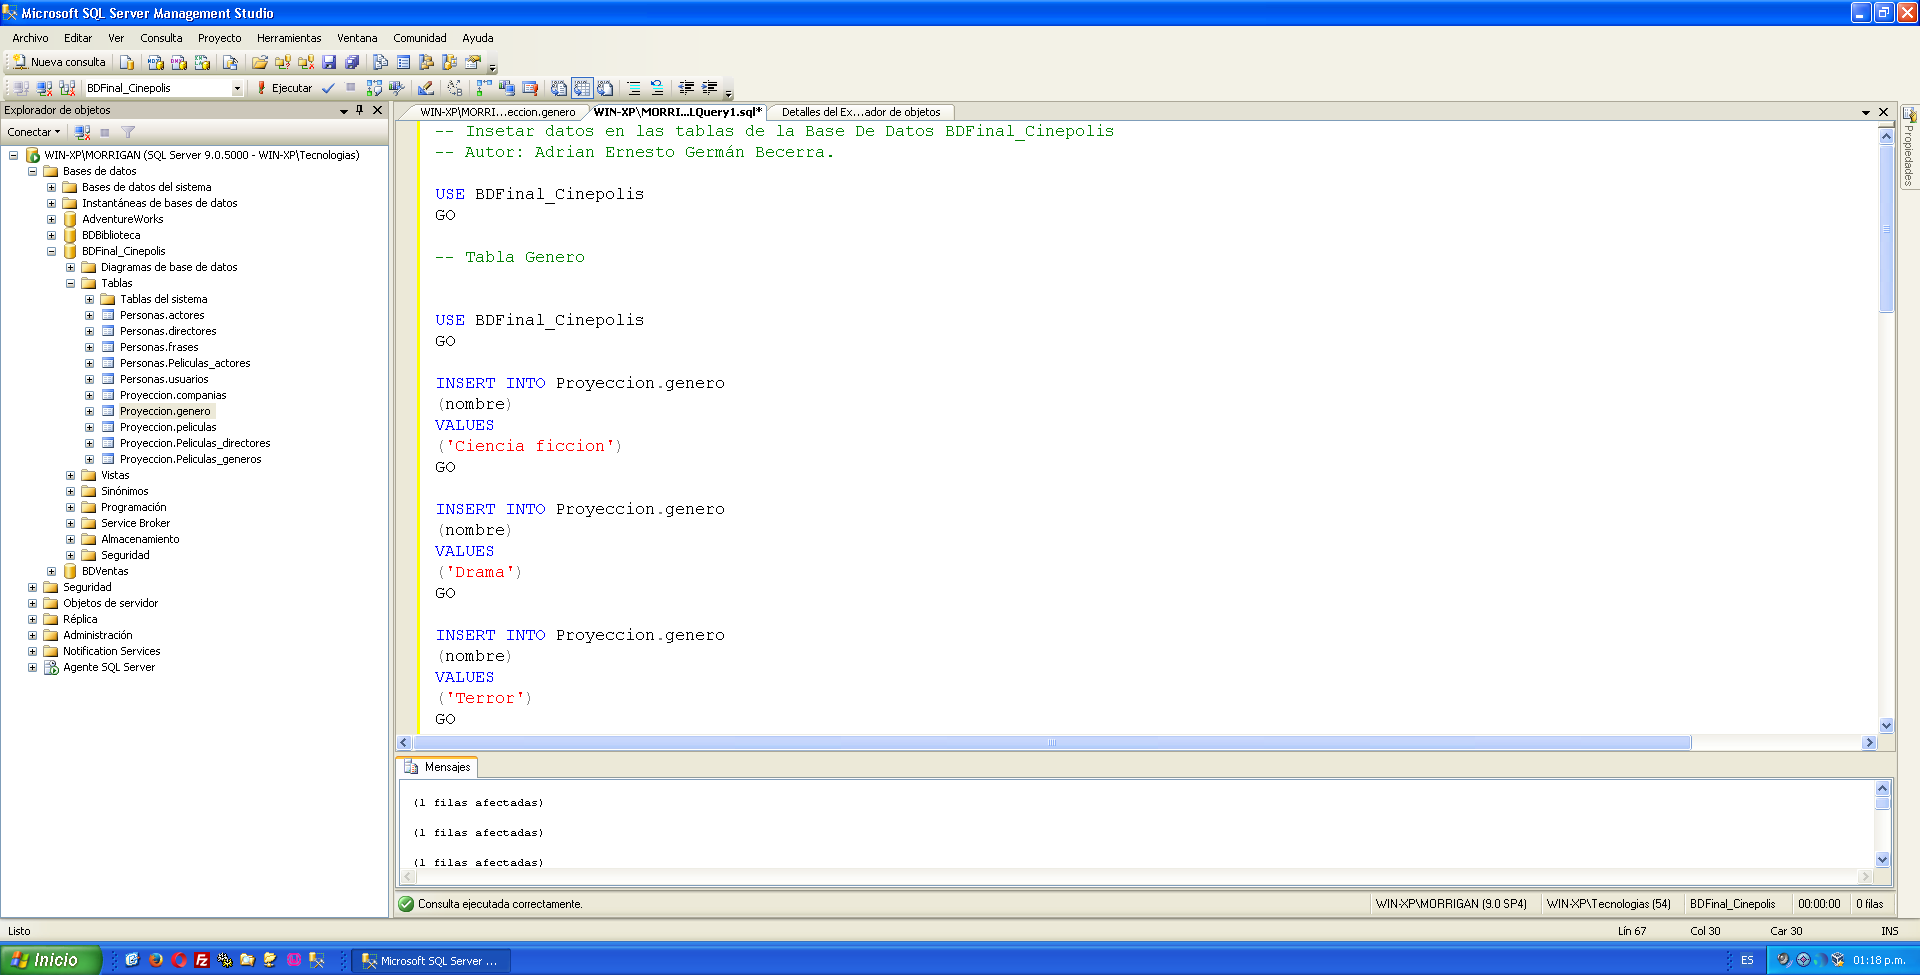 Microsoft SQL Server Management Studio
Archivo Editar Ver Consulta Proyecto Herramientas Ventana Comunidad Ayuda
Nueva consulta
BDFinal_Cinepolis Ejecutar
Explorador de objetos
Conectar
WIN-XP\MORRIGAN (SQL Server 9.0.5000 - WIN-XP\Tecnologias)
Bases de datos
Bases de datos del sistema
Instantáneas de bases de datos
AdventureWorks
BDBiblioteca
BDFinal_Cinepolis
Diagramas de base de datos
Tablas
Tablas del sistema
Personas.actores
Personas.directores
Personas.frases
Personas.Peliculas_actores
Personas.usuarios
Proyeccion.companias
Proyeccion.genero
Proyeccion.peliculas
Proyeccion.Peliculas_directores
Proyeccion.Peliculas_generos
Vistas
Sinónimos
Programación
Service Broker
Almacenamiento
Seguridad
BDVentas
Seguridad
Objetos de servidor
Réplica
Administración
Notification Services
Agente SQL Server
WIN-XP\MORRI...eccion.genero WIN-XP\MORRI...LQuery1.sql* Detalles del Ex...ador de objetos
-- Insetar datos en las tablas de la Base De Datos BDFinal_Cinepolis
-- Autor: Adrian Ernesto Germán Becerra.
USE BDFinal_Cinepolis
GO
-- Tabla Genero
USE BDFinal_Cinepolis
GO
INSERT INTO Proyeccion.genero
(nombre)
VALUES
('Ciencia ficcion')
GO
INSERT INTO Proyeccion.genero
(nombre)
VALUES
('Drama')
GO
INSERT INTO Proyeccion.genero
(nombre)
VALUES
('Terror')
GO
Propiedades
Mensajes
(1 filas afectadas)
(1 filas afectadas)
(1 filas afectadas)
Consulta ejecutada correctamente. WIN-XP\MORRIGAN (9.0 SP4) WIN-XP\Tecnologias (54) BDFinal_Cinepolis 00:00:00 0 filas
Listo Lín 67 Col 30 Car 30 INS
Inicio Microsoft SQL Server ... ES 01:18 p.m.